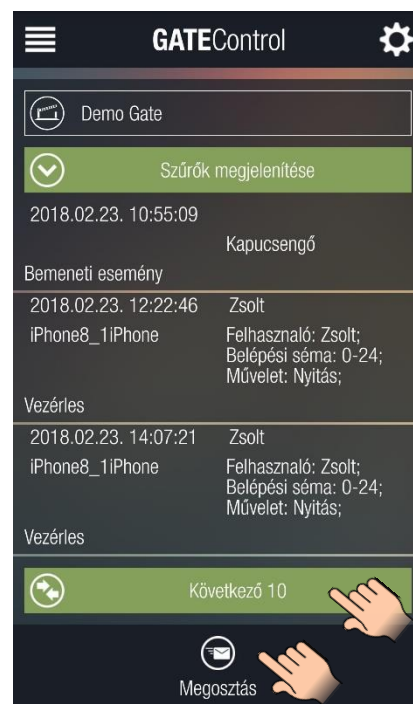 GATEControl
Demo Gate
Szűrők megjelenítése
2018.02.23. 10:55:09
Kapucsengő
Bemeneti esemény
2018.02.23. 12:22:46 Zsolt
iPhone8_1iPhone Felhasználó: Zsolt;
Belépési séma: 0-24;
Művelet: Nyitás;
Vezérles
2018.02.23. 14:07:21 Zsolt
iPhone8_1iPhone Felhasználó: Zsolt;
Belépési séma: 0-24;
Művelet: Nyitás;
Vezérles
Következő 10
Megosztás